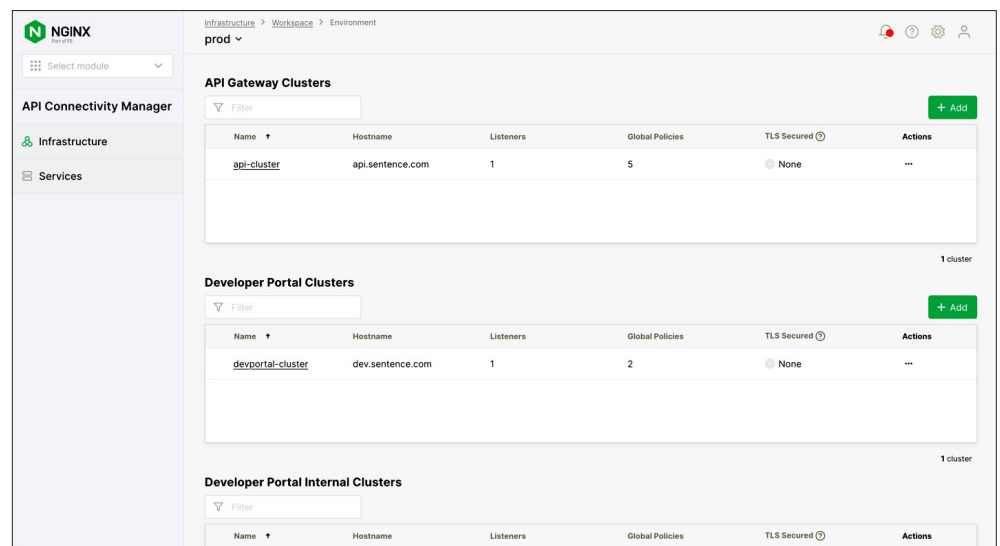 NGINX
Part of F5
Select module
API Connectivity Manager
Infrastructure
Services
Infrastructure > Workspace > Environment
prod
API Gateway Clusters
Filter
+ Add
Name ↑ Hostname Listeners Global Policies TLS Secured ? Actions
api-cluster api.sentence.com 1 5 None ...
1 cluster
Developer Portal Clusters
Filter
+ Add
Name ↑ Hostname Listeners Global Policies TLS Secured ? Actions
devportal-cluster dev.sentence.com 1 2 None ...
1 cluster
Developer Portal Internal Clusters
Filter
Name ↑ Hostname Listeners Global Policies TLS Secured ? Actions